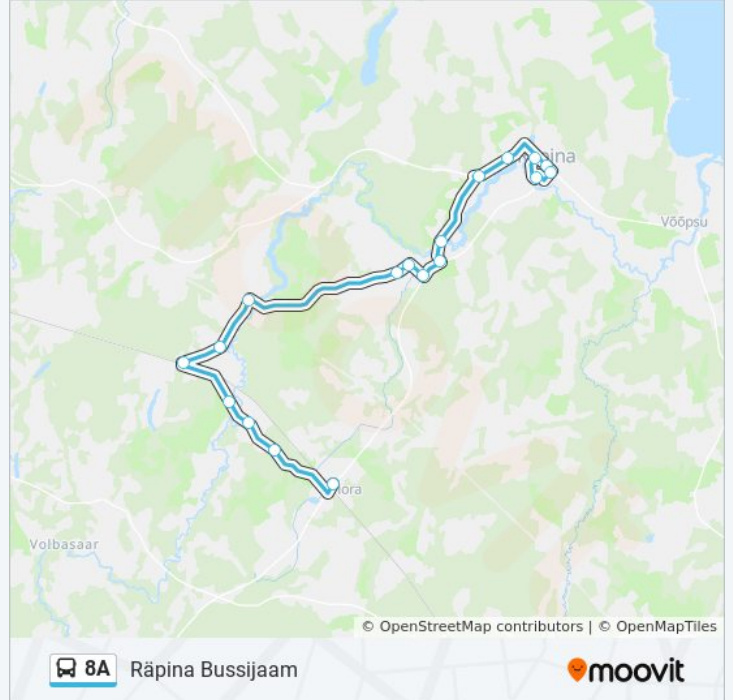 Võõpsu
Volbasaar
© OpenStreetMap contributors | © OpenMapTiles
8A Räpina Bussijaam moovit